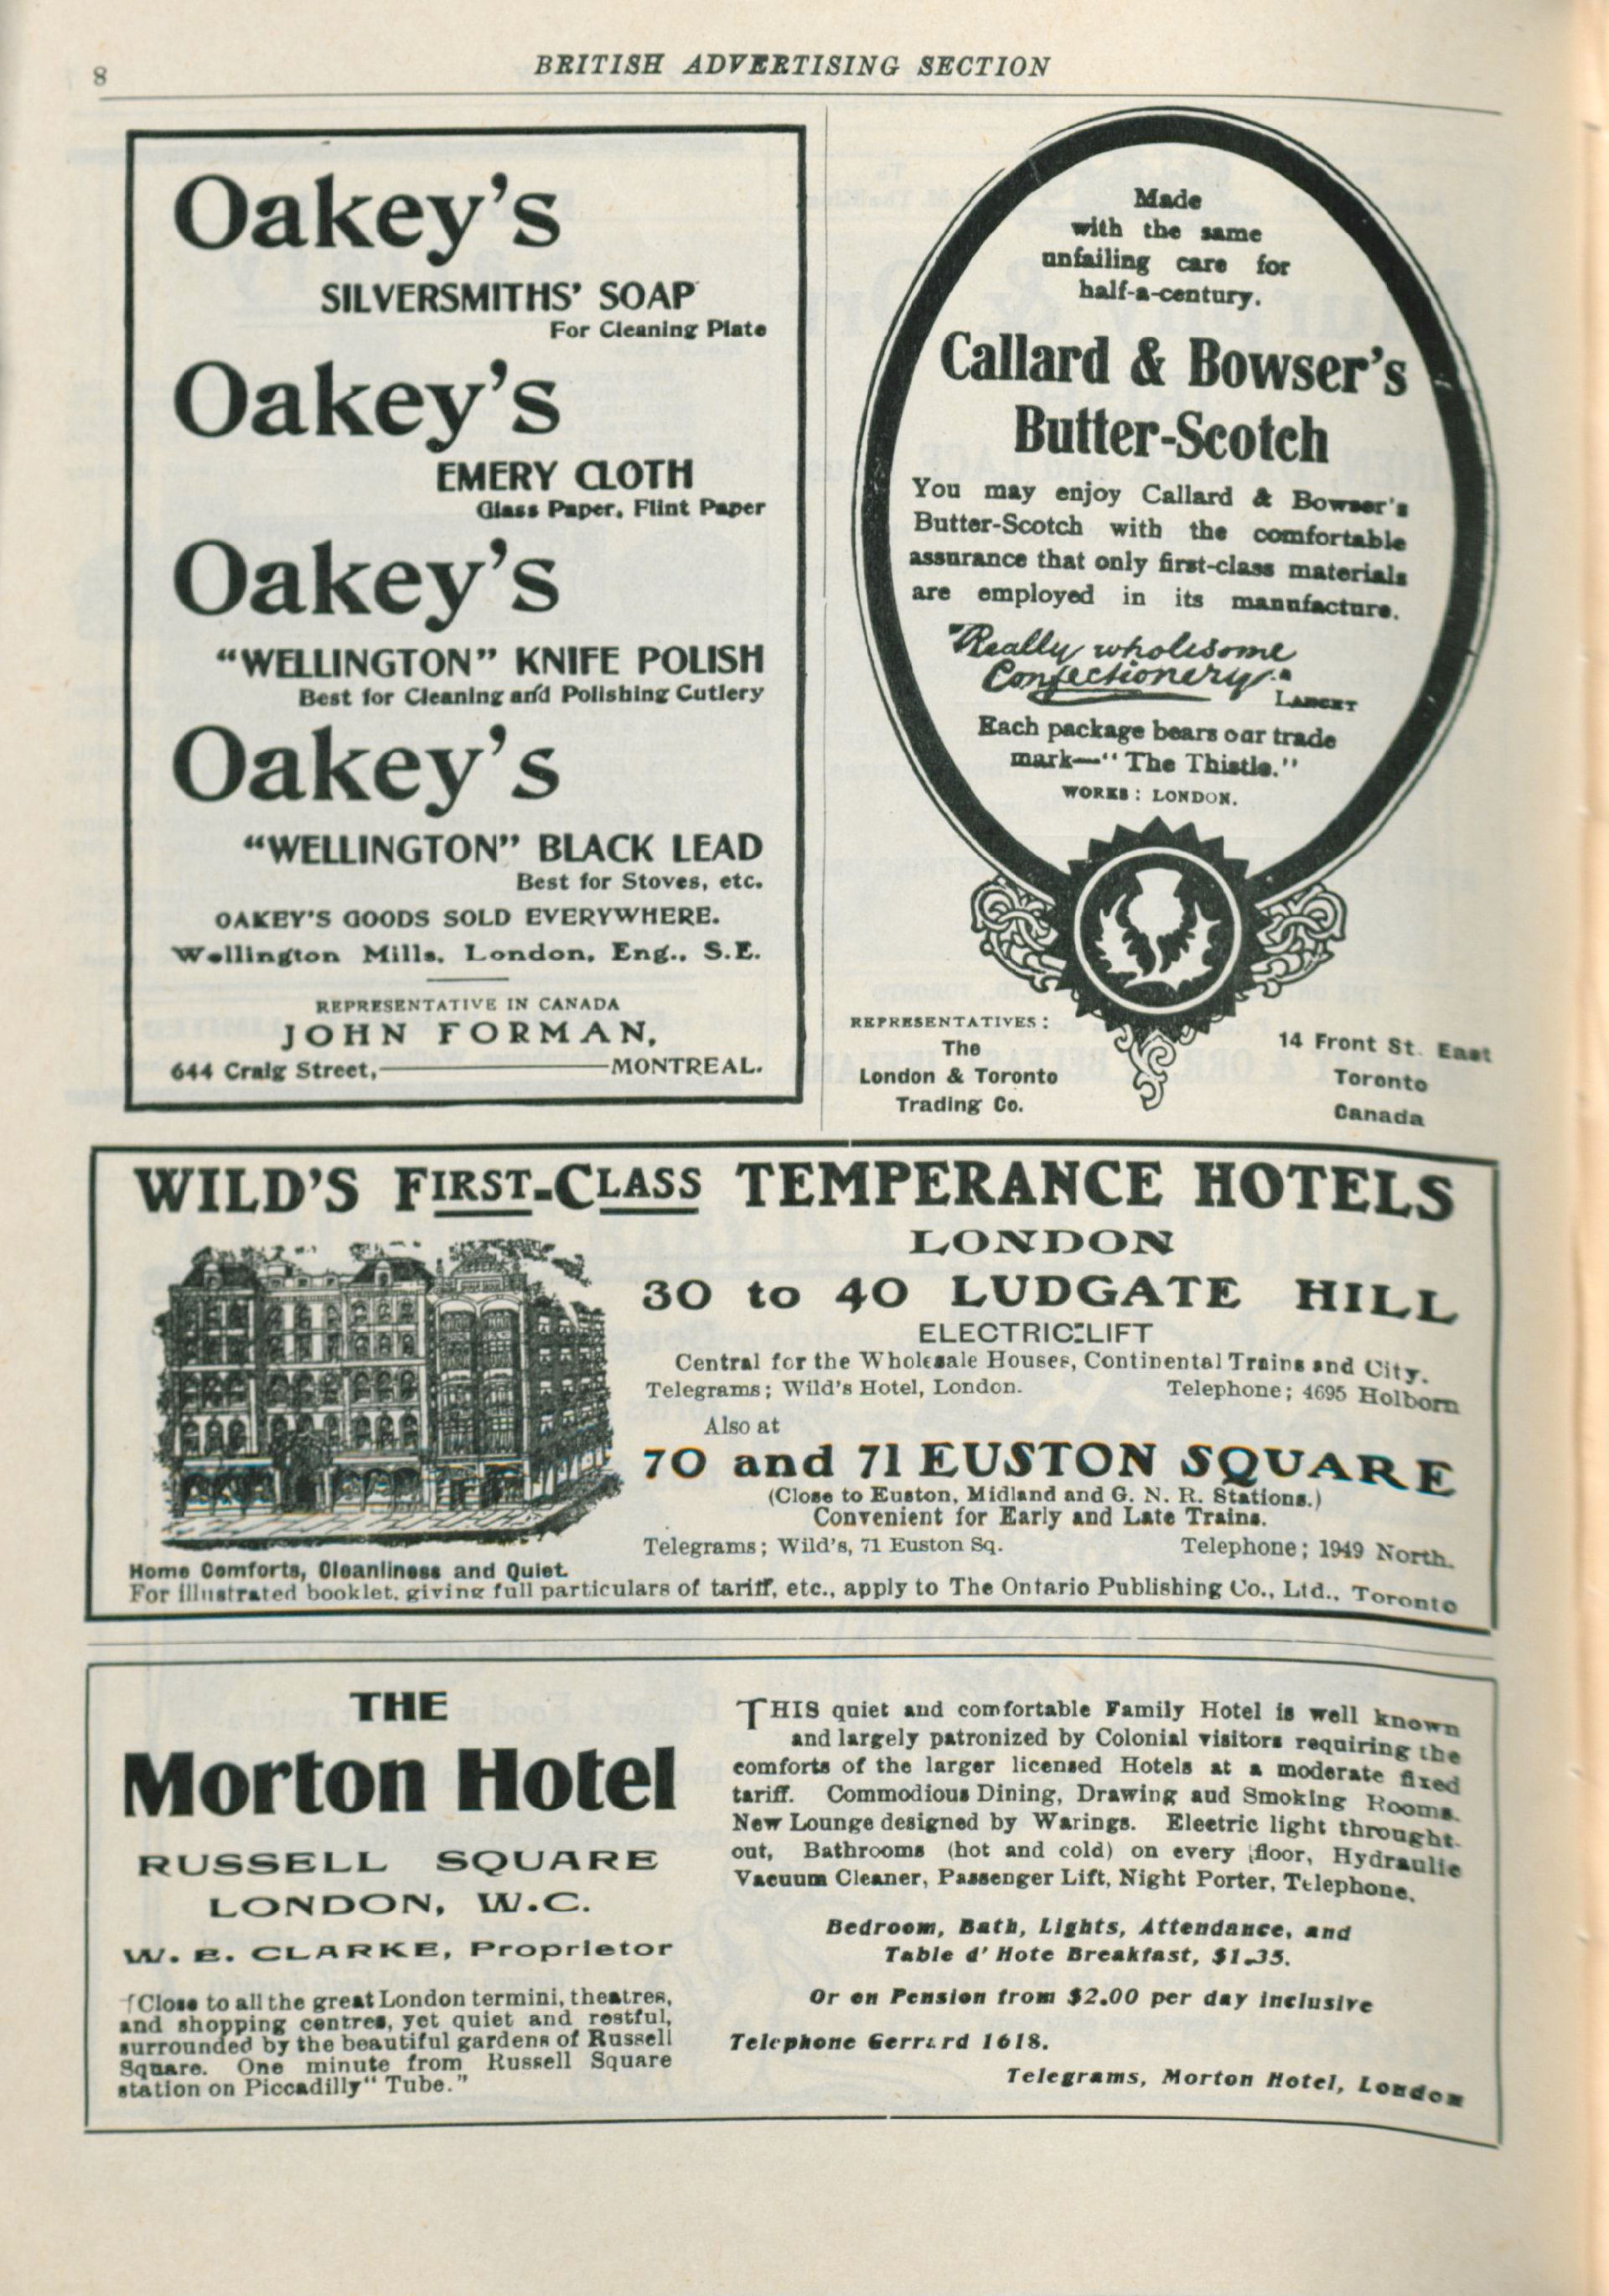 8
BRITISH ADVERTISING SECTION
Oakey's
SILVERSMITHS' SOAP
For Cleaning Plate
Oakey's
EMERY CLOTH
Glass Paper, Flint Paper
Oakey's
"WELLINGTON" KNIFE POLISH
Best for Cleaning and Polishing Cutlery
Oakey's
"WELLINGTON" BLACK LEAD
Best for Stoves, etc.
OAKEY'S GOODS SOLD EVERYWHERE.
Wellington Mills, London, Eng., S.E.
REPRESENTATIVE IN CANADA
JOHN FORMAN,
644 Craig Street, MONTREAL.
Made
with the same
unfailing care for
half-a-century.
Callard & Bowser's
Butter-Scotch
You may enjoy Callard & Bowser's
Butter-Scotch with the comfortable
assurance that only first-class materials
are employed in its manufacture.
"Really wholesome
Confectionery."
LANCET
Each package bears our trade
mark—"The Thistle."
WORKS: LONDON.
REPRESENTATIVES:
The
London & Toronto
Trading Co.
14 Front St. East
Toronto
Canada
WILD'S FIRST-CLASS TEMPERANCE HOTELS
LONDON
30 to 40 LUDGATE HILL
ELECTRIC LIFT
Central for the Wholesale Houses, Continental Trains and City.
Telegrams; Wild's Hotel, London. Telephone; 4695 Holborn
Also at
70 and 71 EUSTON SQUARE
(Close to Euston, Midland and G. N. R. Stations.)
Convenient for Early and Late Trains.
Telegrams; Wild's, 71 Euston Sq. Telephone; 1949 North.
Home Comforts, Cleanliness and Quiet.
For illustrated booklet, giving full particulars of tariff, etc., apply to The Ontario Publishing Co., Ltd., Toronto
THE
Morton Hotel
RUSSELL SQUARE
LONDON, W.C.
W. E. CLARKE, Proprietor
Close to all the great London termini, theatres,
and shopping centres, yet quiet and restful,
surrounded by the beautiful gardens of Russell
Square. One minute from Russell Square
station on Piccadilly "Tube."
THIS quiet and comfortable Family Hotel is well known
and largely patronized by Colonial visitors requiring the
comforts of the larger licensed Hotels at a moderate fixed
tariff. Commodious Dining, Drawing aud Smoking Rooms.
New Lounge designed by Warings. Eleetric light throught-
out, Bathrooms (hot and cold) on every floor, Hydraulic
Vacuum Cleaner, Passenger Lift, Night Porter, Telephone.
Bedroom, Bath, Lights, Attendance, and
Table d' Hote Breakfast, $1.35.
Or en Pension from $2.00 per day inclusive
Telephone Gerrard 1618.
Telegrams, Morton Hotel, London